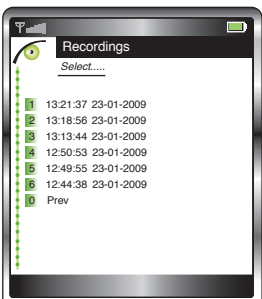 Recordings
Select.....
1 13:21:37 23-01-2009
2 13:18:56 23-01-2009
3 13:13:44 23-01-2009
4 12:50:53 23-01-2009
5 12:49:55 23-01-2009
6 12:44:38 23-01-2009
0 Prev